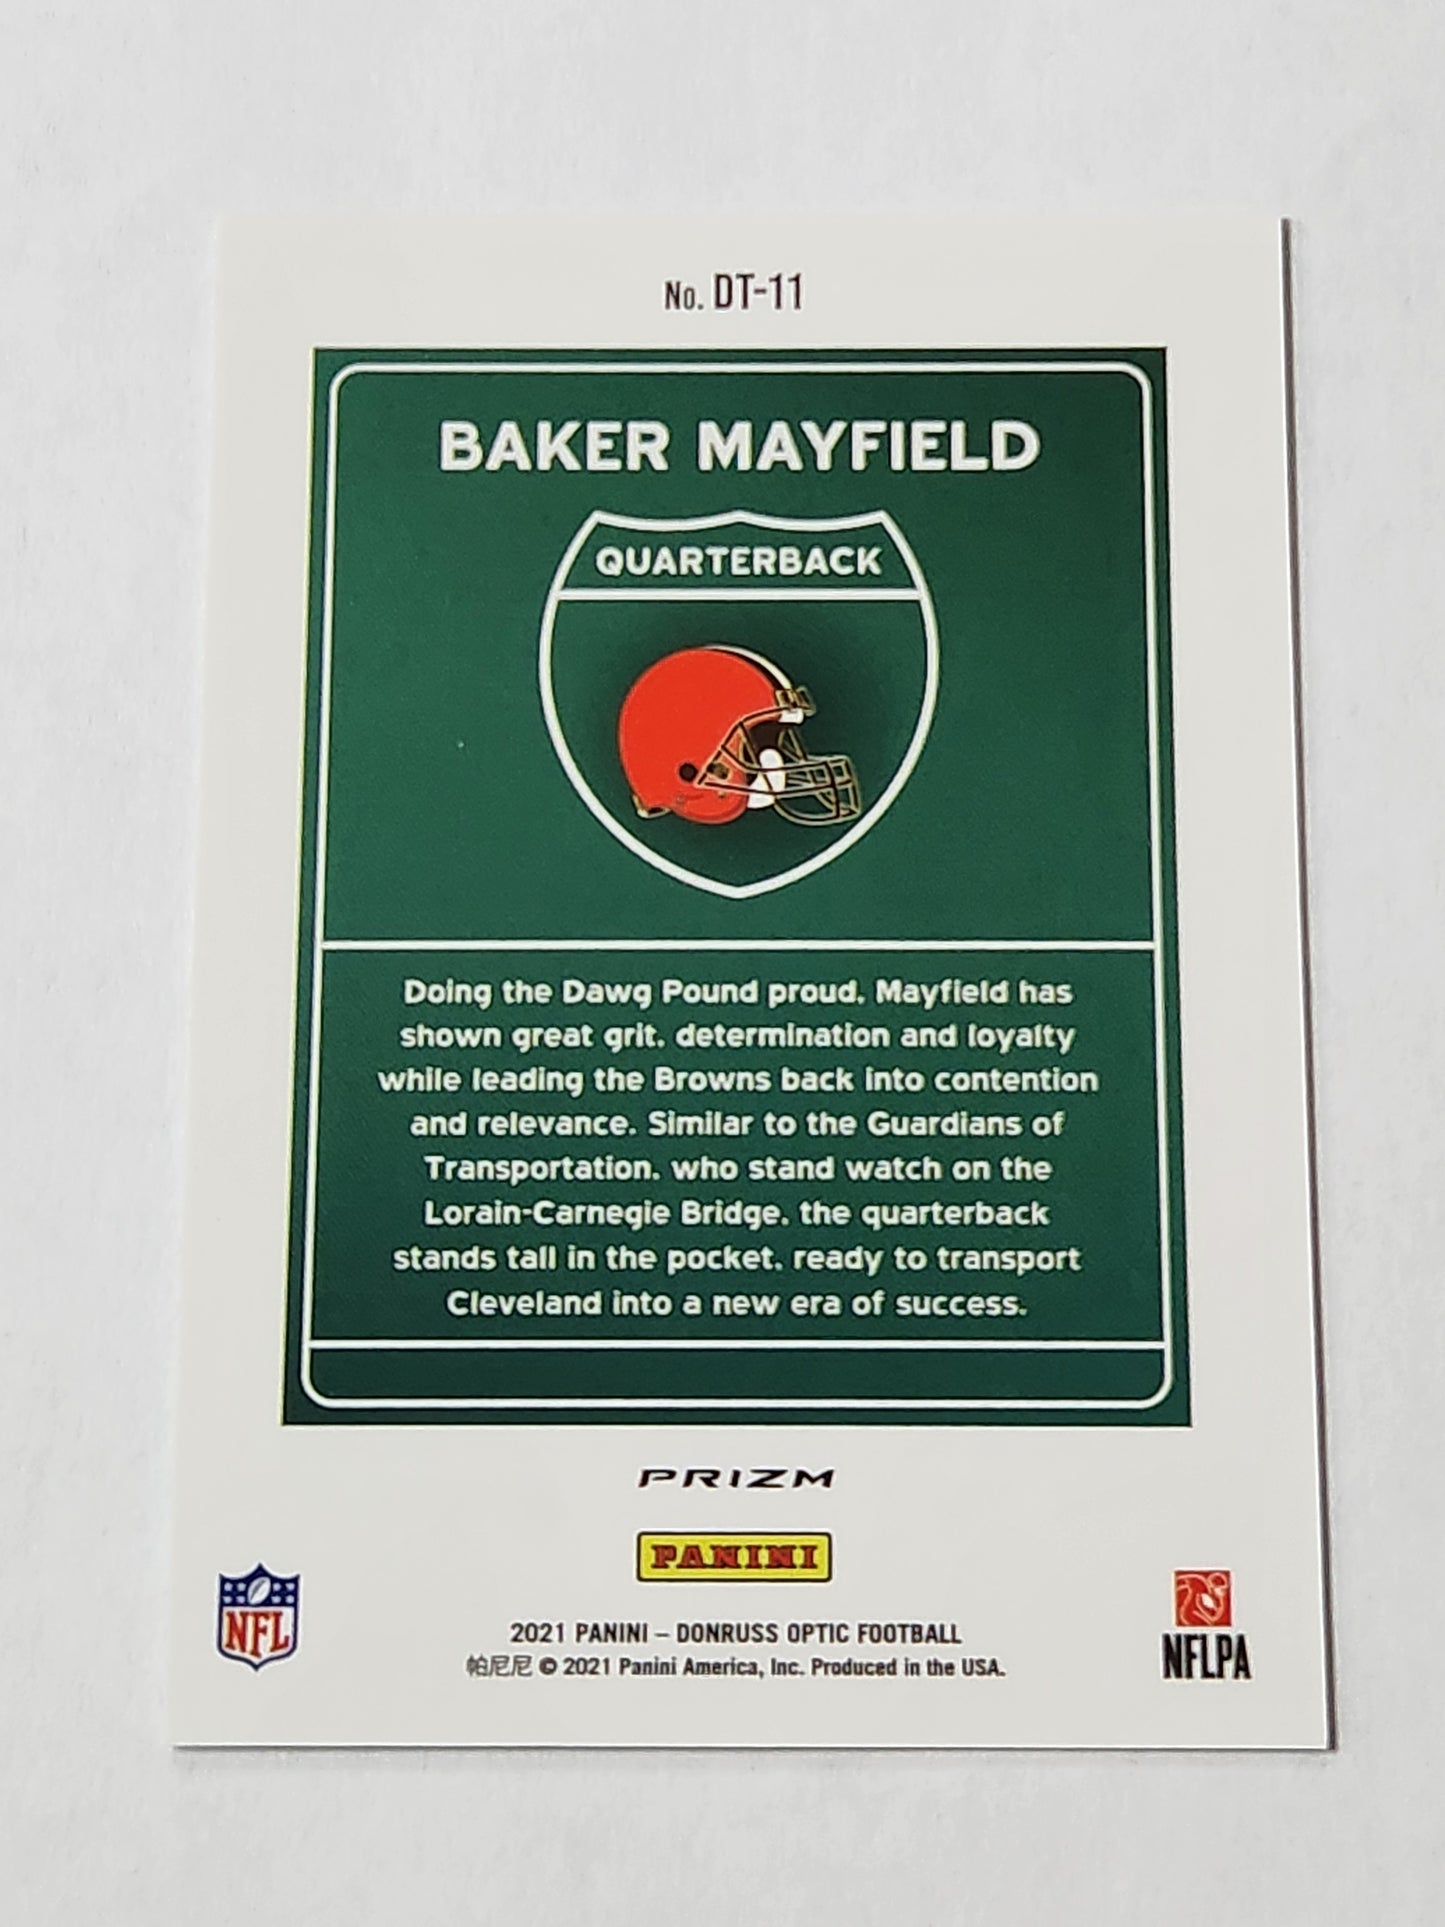 No. DT-11
BAKER MAYFIELD
QUARTERBACK
Doing the Dawg Pound proud, Mayfield has
shown great grit, determination and loyalty
while leading the Browns back into contention
and relevance. Similar to the Guardians of
Transportation, who stand watch on the
Lorain-Carnegie Bridge, the quarterback
stands tall in the pocket, ready to transport
Cleveland into a new era of success.
PRIZM
PANINI
NFL
2021 PANINI – DONRUSS OPTIC FOOTBALL
帕尼尼 © 2021 Panini America, Inc. Produced in the USA.
NFLPA